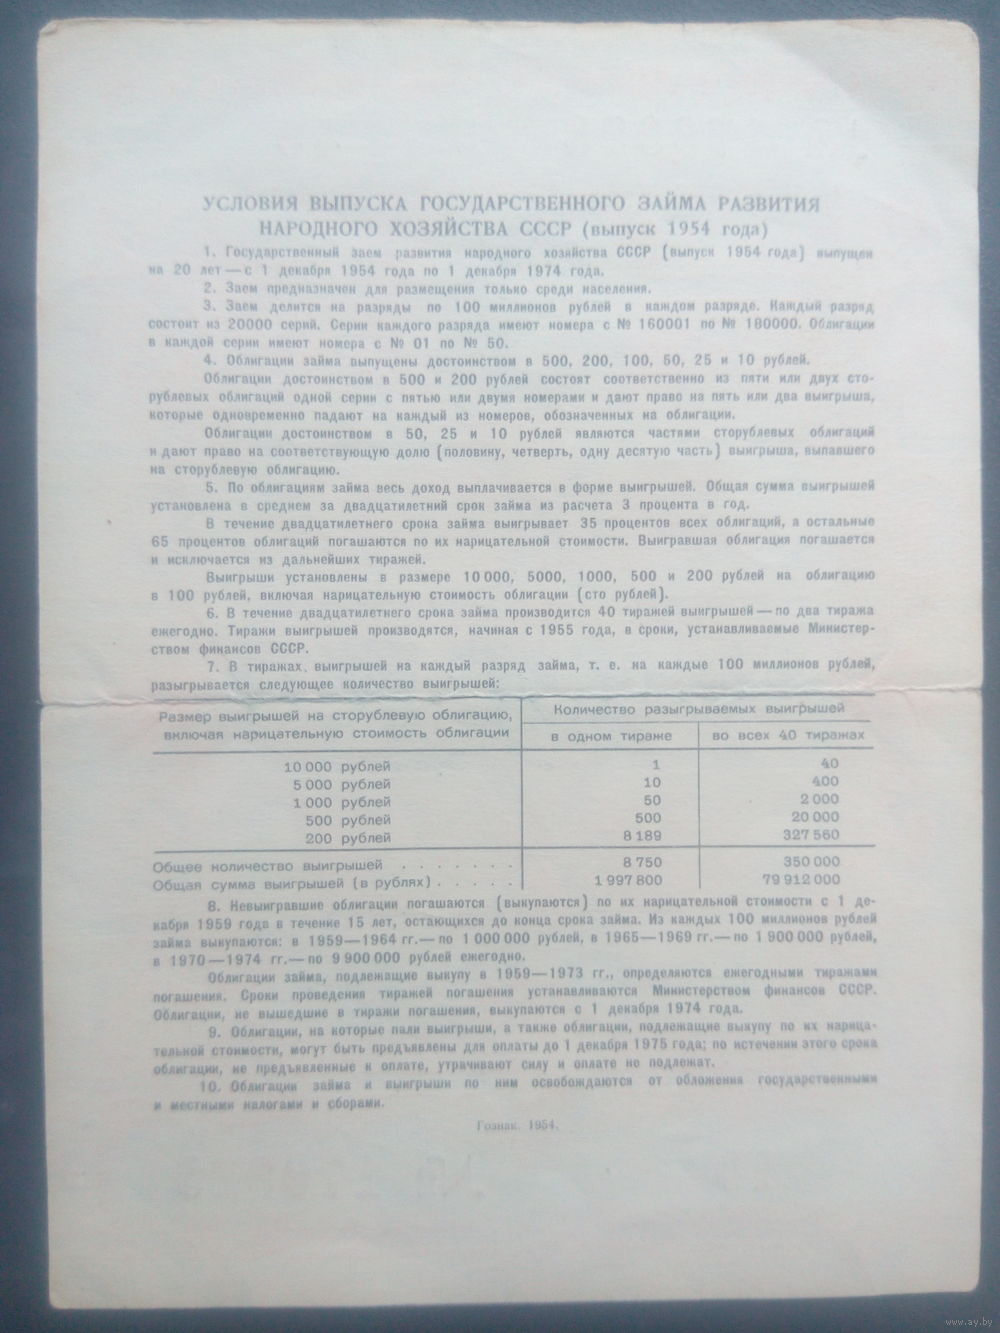 УСЛОВИЯ ВЫПУСКА ГОСУДАРСТВЕННОГО ЗАЙМА РАЗВИТИЯ
НАРОДНОГО ХОЗЯЙСТВА СССР (выпуск 1954 года)
1. Государственный заем развития народного хозяйства СССР (выпуск 1954 года) выпущен
на 20 лет — с 1 декабря 1954 года по 1 декабря 1974 года.
2. Заем предназначен для размещения только среди населения.
3. Заем делится на разряды по 100 миллионов рублей в каждом разряде. Каждый разряд
состоит из 20000 серий. Серии каждого разряда имеют номера с № 160001 по № 180000. Облигации
в каждой серии имеют номера с № 01 по № 50.
4. Облигации займа выпущены достоинством в 500, 200, 100, 50, 25 и 10 рублей.
Облигации достоинством в 500 и 200 рублей состоят соответственно из пяти или двух сто-
рублевых облигаций одной серии с пятью или двумя номерами и дают право на пять или два выигрыша,
которые одновременно падают на каждый из номеров, обозначенных на облигации.
Облигации достоинством в 50, 25 и 10 рублей являются частями сторублевых облигаций
и дают право на соответствующую долю (половину, четверть, одну десятую часть) выигрыша, выпавшего
на сторублевую облигацию.
5. По облигациям займа весь доход выплачивается в форме выигрышей. Общая сумма выигрышей
установлена в среднем за двадцатилетний срок займа из расчета 3 процента в год.
В течение двадцатилетнего срока займа выигрывает 35 процентов всех облигаций, а остальные
65 процентов облигаций погашаются по их нарицательной стоимости. Выигравшая облигация погашается
и исключается из дальнейших тиражей.
Выигрыши установлены в размере 10 000, 5000, 1000, 500 и 200 рублей на облигацию
в 100 рублей, включая нарицательную стоимость облигации (сто рублей).
6. В течение двадцатилетнего срока займа производится 40 тиражей выигрышей — по два тиража
ежегодно. Тиражи выигрышей производятся, начиная с 1955 года, в сроки, устанавливаемые Министер-
ством финансов СССР.
7. В тиражах выигрышей на каждый разряд займа, т. е. на каждые 100 миллионов рублей,
разыгрывается следующее количество выигрышей:
Размер выигрышей на сторублевую облигацию,
включая нарицательную стоимость облигации
Количество разыгрываемых выигрышей
в одном тираже во всех 40 тиражах
10 000 рублей 1 40
5 000 рублей 10 400
1 000 рублей 50 2 000
500 рублей 500 20 000
200 рублей 8 189 327 560
Общее количество выигрышей . . . . . . . 8 750 350 000
Общая сумма выигрышей (в рублях) . . . . . 1 997 800 79 912 000
8. Невыигравшие облигации погашаются (выкупаются) по их нарицательной стоимости с 1 де-
кабря 1959 года в течение 15 лет, остающихся до конца срока займа. Из каждых 100 миллионов рублей
займа выкупаются: в 1959—1964 гг. — по 1 000 000 рублей, в 1965—1969 гг. — по 1 900 000 рублей,
в 1970—1974 гг. — по 9 900 000 рублей ежегодно.
Облигации займа, подлежащие выкупу в 1959—1973 гг., определяются ежегодными тиражами
погашения. Сроки проведения тиражей погашения устанавливаются Министерством финансов СССР.
Облигации, не вышедшие в тиражи погашения, выкупаются с 1 декабря 1974 года.
9. Облигации, на которые пали выигрыши, а также облигации, подлежащие выкупу по их нарица-
тельной стоимости, могут быть предъявлены для оплаты до 1 декабря 1975 года; по истечении этого срока
облигации, не предъявленные к оплате, утрачивают силу и оплате не подлежат.
10. Облигации займа и выигрыши по ним освобождаются от обложения государственными
и местными налогами и сборами.
Гознак. 1954.
www.ay.by